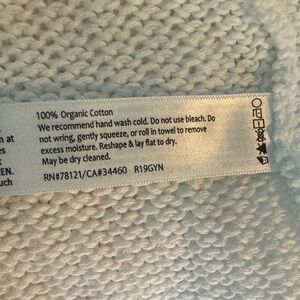 100% Organic Cotton
We recommend hand wash cold. Do not use bleach. Do
not wring, gently squeeze, or roll in towel to remove
excess moisture. Reshape & lay flat to dry.
May be dry cleaned.
RN#78121/CA#34460 R19GYN